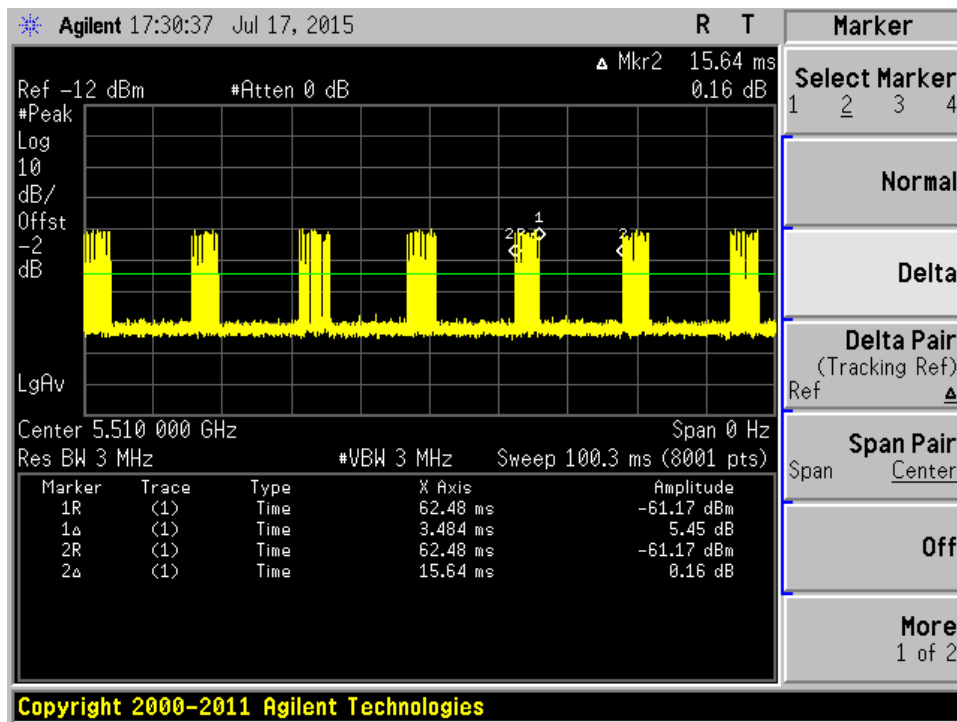 Agilent 17:30:37 Jul 17, 2015 R T
Δ Mkr2 15.64 ms
Ref -12 dBm #Atten 0 dB 0.16 dB
#Peak
Log
10
dB/
Offst
-2
dB
1
2R
2
LgAv
Center 5.510 000 GHz Span 0 Hz
Res BW 3 MHz #VBW 3 MHz Sweep 100.3 ms (8001 pts)
Marker Trace Type X Axis Amplitude
1R (1) Time 62.48 ms -61.17 dBm
1Δ (1) Time 3.484 ms 5.45 dB
2R (1) Time 62.48 ms -61.17 dBm
2Δ (1) Time 15.64 ms 0.16 dB
Marker
Select Marker
1 2 3 4
Normal
Delta
Delta Pair
(Tracking Ref)
Ref Δ
Span Pair
Span Center
Off
More
1 of 2
Copyright 2000-2011 Agilent Technologies